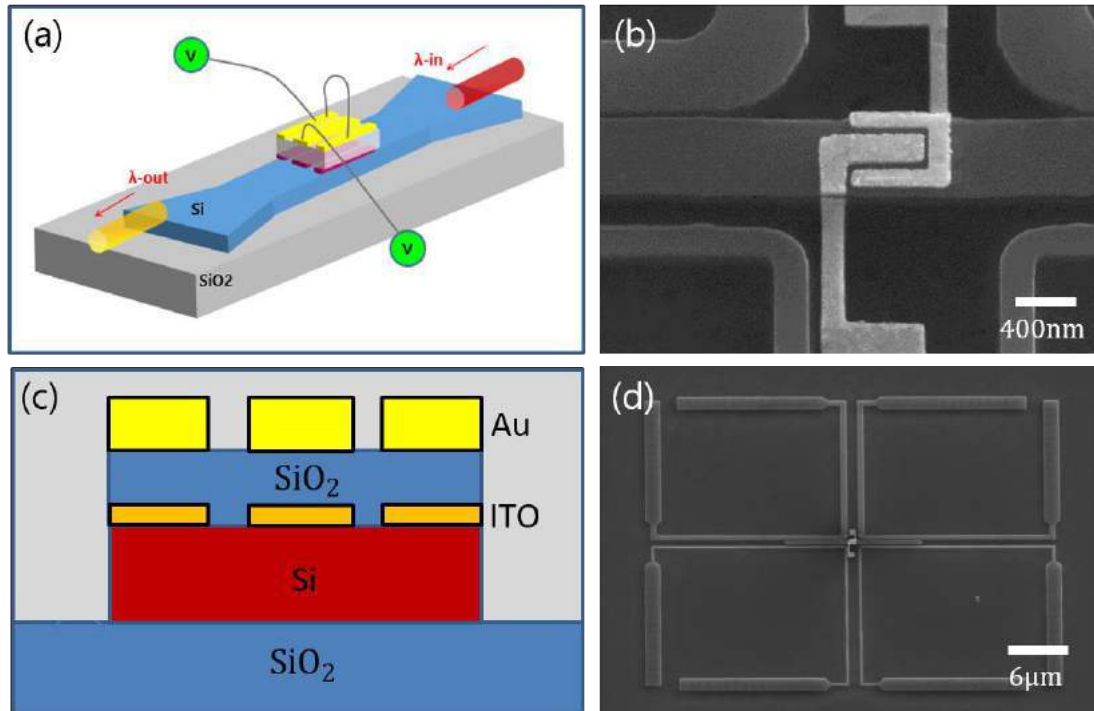 (a)
V
λ-in
λ-out
Si
V
SiO2
(b)
400nm
(c)
Au
SiO₂
ITO
Si
SiO₂
(d)
6μm